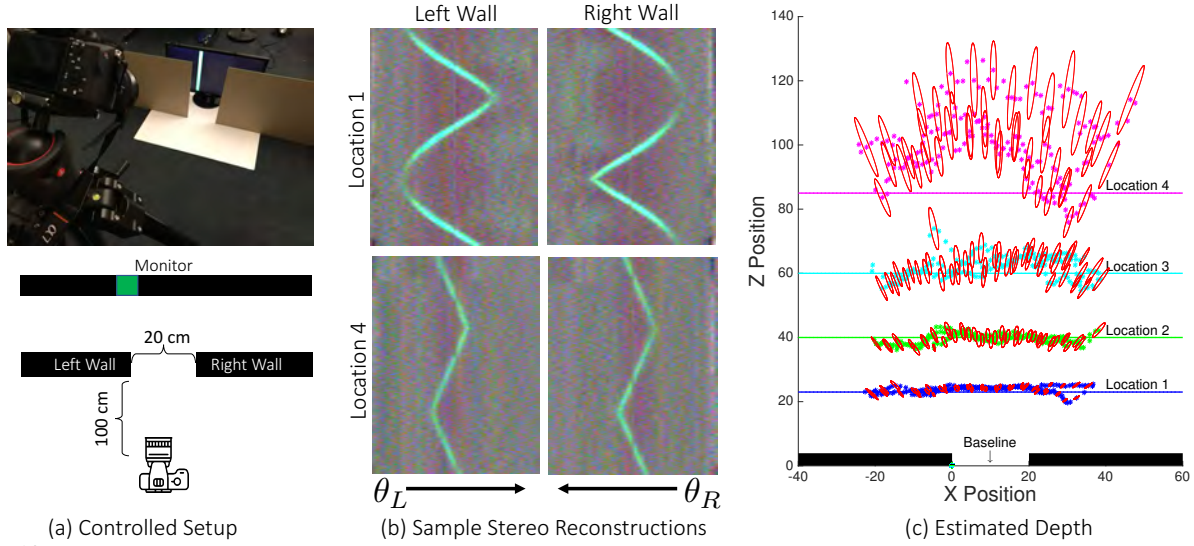 Left Wall
Right Wall
Location 1
Location 4
θL
θR
(b) Sample Stereo Reconstructions
Monitor
20 cm
Left Wall
Right Wall
100 cm
(a) Controlled Setup
140
120
100
80
60
40
20
0
Z Position
Location 4
Location 3
Location 2
Location 1
Baseline
-40
-20
0
20
40
60
X Position
(c) Estimated Depth